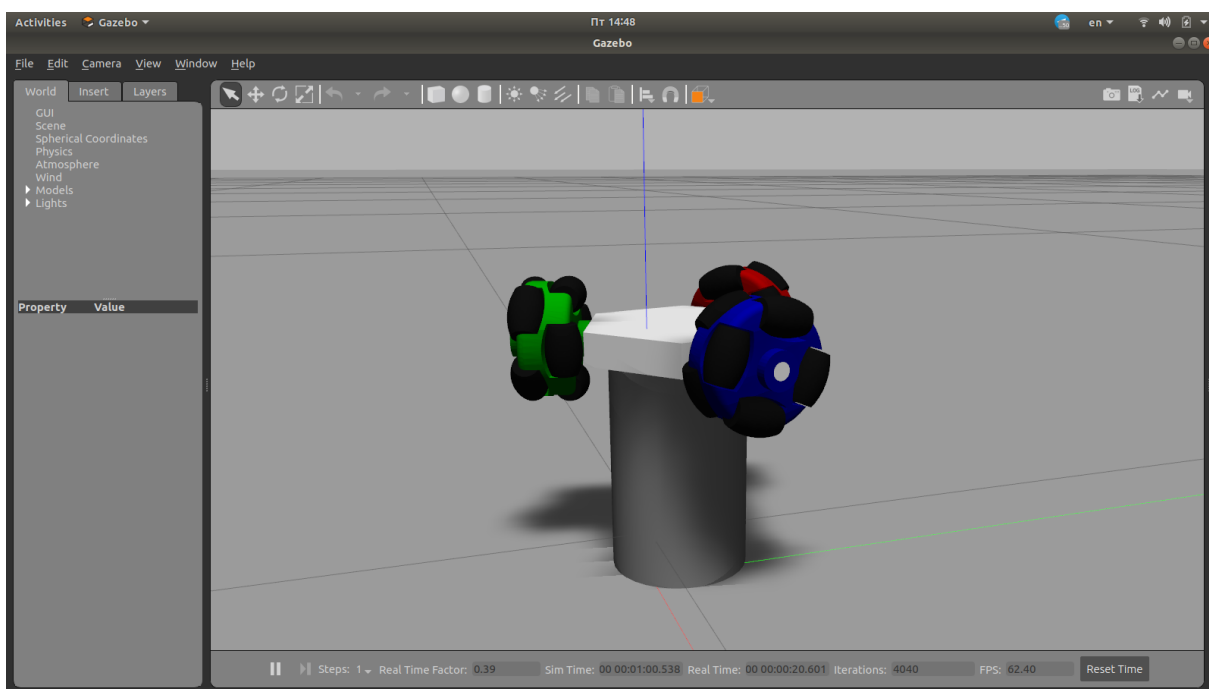 Activities Gazebo Пт 14:48 en
Gazebo
File Edit Camera View Window Help
World Insert Layers
GUI
Scene
Spherical Coordinates
Physics
Atmosphere
Wind
Models
Lights
Property Value
Steps: 1 Real Time Factor: 0.39 Sim Time: 00 00:01:00.538 Real Time: 00 00:00:20.601 Iterations: 4040 FPS: 62.40 Reset Time